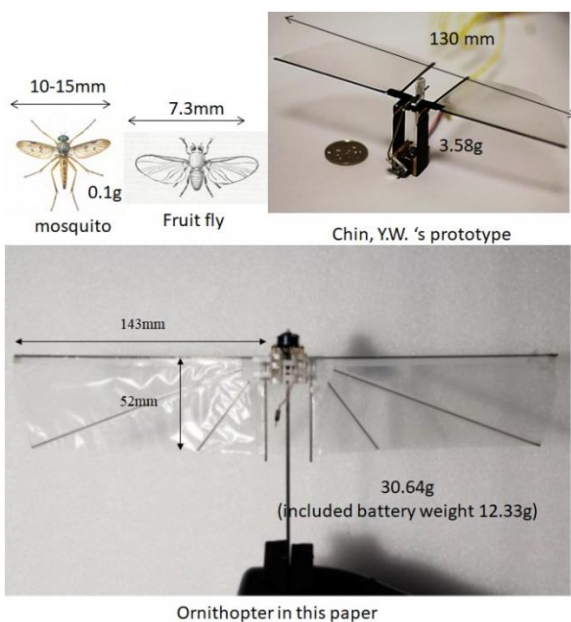 10-15mm
7.3mm
130 mm
0.1g
3.58g
mosquito
Fruit fly
Chin, Y.W. ‘s prototype
143mm
52mm
30.64g
(included battery weight 12.33g)
Ornithopter in this paper